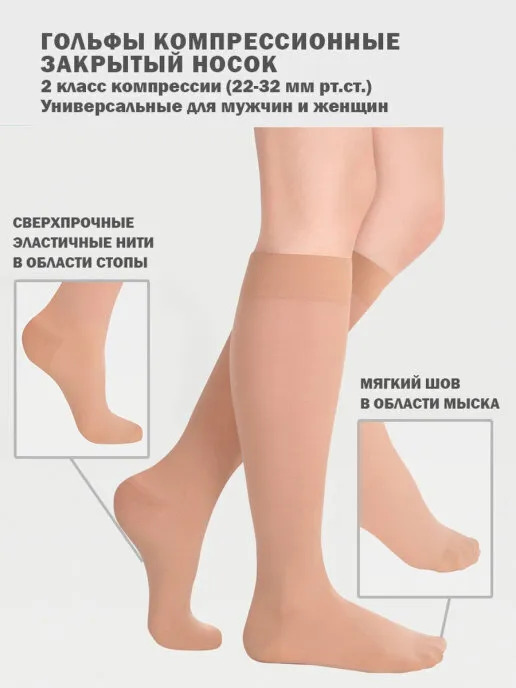 ГОЛЬФЫ КОМПРЕССИОННЫЕ
ЗАКРЫТЫЙ НОСОК
2 класс компрессии (22-32 мм рт.ст.)
Универсальные для мужчин и женщин
СВЕРХПРОЧНЫЕ
ЭЛАСТИЧНЫЕ НИТИ
В ОБЛАСТИ СТОПЫ
МЯГКИЙ ШОВ
В ОБЛАСТИ МЫСКА